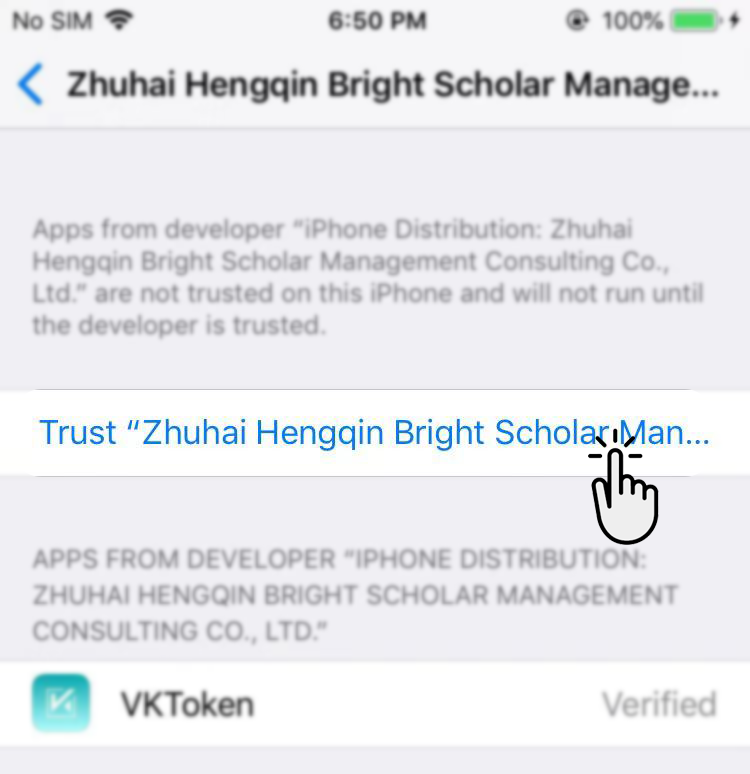 No SIM 6:50 PM 100%
Zhuhai Hengqin Bright Scholar Manage...
Apps from developer “iPhone Distribution: Zhuhai
Hengqin Bright Scholar Management Consulting Co.,
Ltd.” are not trusted on this iPhone and will not run until
the developer is trusted.
Trust “Zhuhai Hengqin Bright Scholar Man...
APPS FROM DEVELOPER “IPHONE DISTRIBUTION:
ZHUHAI HENGQIN BRIGHT SCHOLAR MANAGEMENT
CONSULTING CO., LTD.”
VKToken Verified